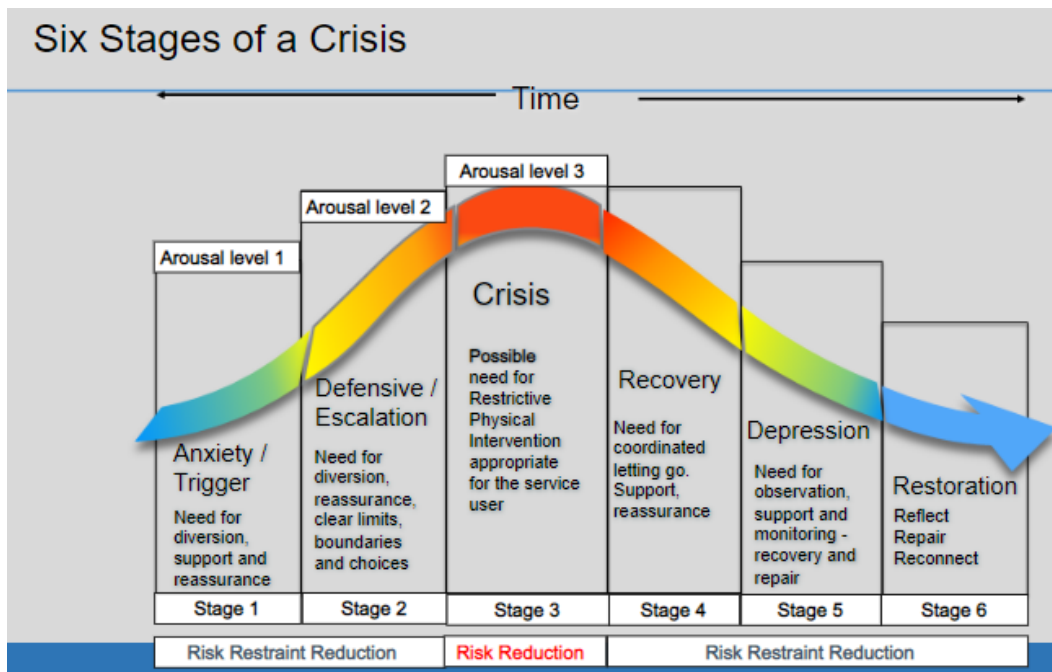 Six Stages of a Crisis
Time
Arousal level 1
Arousal level 2
Arousal level 3
Anxiety /
Trigger
Need for
diversion,
support and
reassurance
Defensive /
Escalation
Need for
diversion,
reassurance,
clear limits,
boundaries
and choices
Crisis
Possible
need for
Restrictive
Physical
Intervention
appropriate
for the service
user
Recovery
Need for
coordinated
letting go.
Support,
reassurance
Depression
Need for
observation,
support and
monitoring -
recovery and
repair
Restoration
Reflect
Repair
Reconnect
Stage 1
Stage 2
Stage 3
Stage 4
Stage 5
Stage 6
Risk Restraint Reduction
Risk Reduction
Risk Restraint Reduction